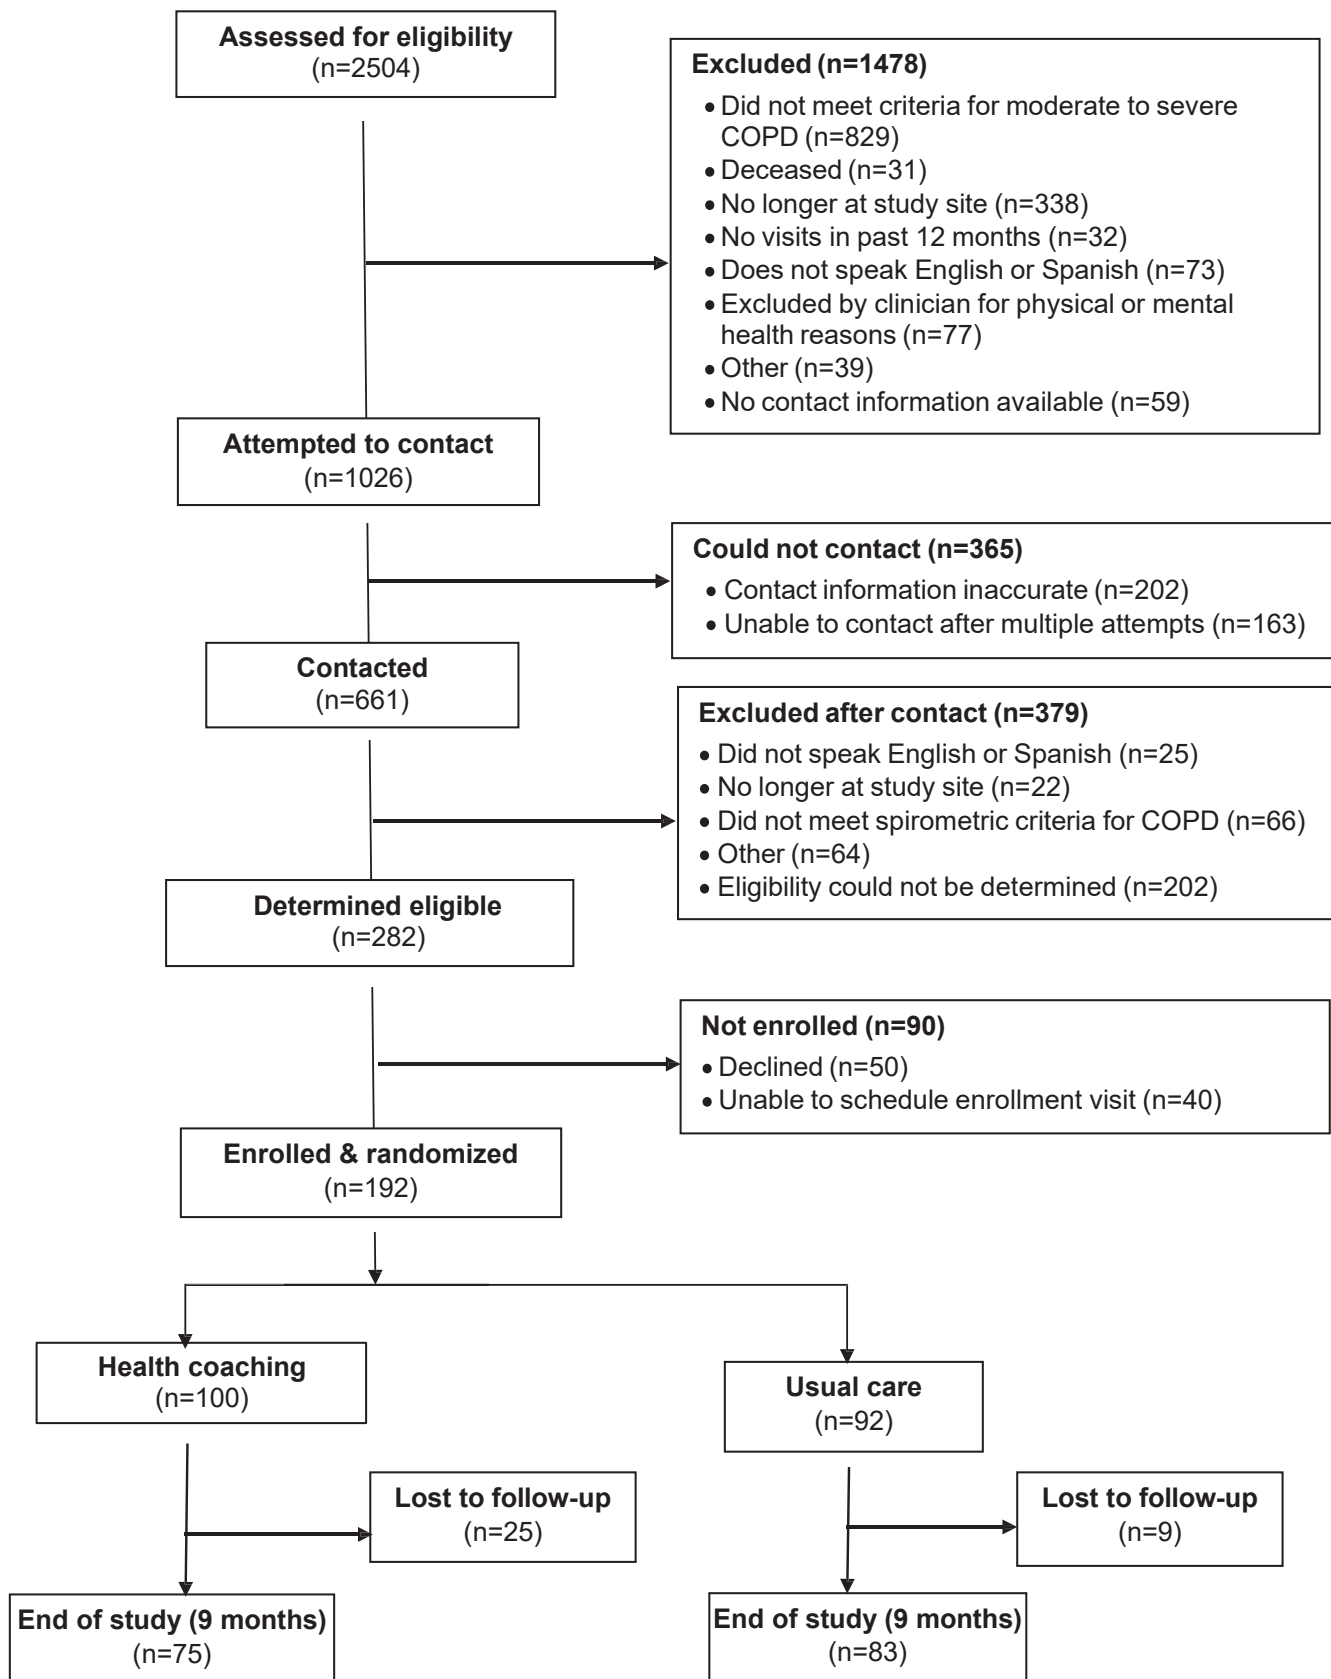 Assessed for eligibility
(n=2504)
Excluded (n=1478)
• Did not meet criteria for moderate to severe
COPD (n=829)
• Deceased (n=31)
• No longer at study site (n=338)
• No visits in past 12 months (n=32)
• Does not speak English or Spanish (n=73)
• Excluded by clinician for physical or mental
health reasons (n=77)
• Other (n=39)
• No contact information available (n=59)
Attempted to contact
(n=1026)
Could not contact (n=365)
• Contact information inaccurate (n=202)
• Unable to contact after multiple attempts (n=163)
Contacted
(n=661)
Excluded after contact (n=379)
• Did not speak English or Spanish (n=25)
• No longer at study site (n=22)
• Did not meet spirometric criteria for COPD (n=66)
• Other (n=64)
• Eligibility could not be determined (n=202)
Determined eligible
(n=282)
Not enrolled (n=90)
• Declined (n=50)
• Unable to schedule enrollment visit (n=40)
Enrolled & randomized
(n=192)
Health coaching
(n=100)
Usual care
(n=92)
Lost to follow-up
(n=25)
Lost to follow-up
(n=9)
End of study (9 months)
(n=75)
End of study (9 months)
(n=83)